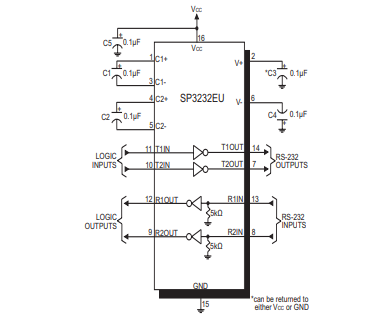 Vcc
16
Vcc
C5
+
0.1µF
1
C1+
V+
2
C1
+
0.1µF
*C3
+
0.1µF
3
C1-
4
C2+
SP3232EU
V-
6
C2
+
0.1µF
C4
0.1µF
+
5
C2-
LOGIC
INPUTS
11
T1IN
T1OUT
14
RS-232
OUTPUTS
10
T2IN
T2OUT
7
LOGIC
OUTPUTS
12
R1OUT
R1IN
13
5kΩ
RS-232
INPUTS
9
R2OUT
R2IN
8
5kΩ
GND
15
*can be returned to
either Vcc or GND